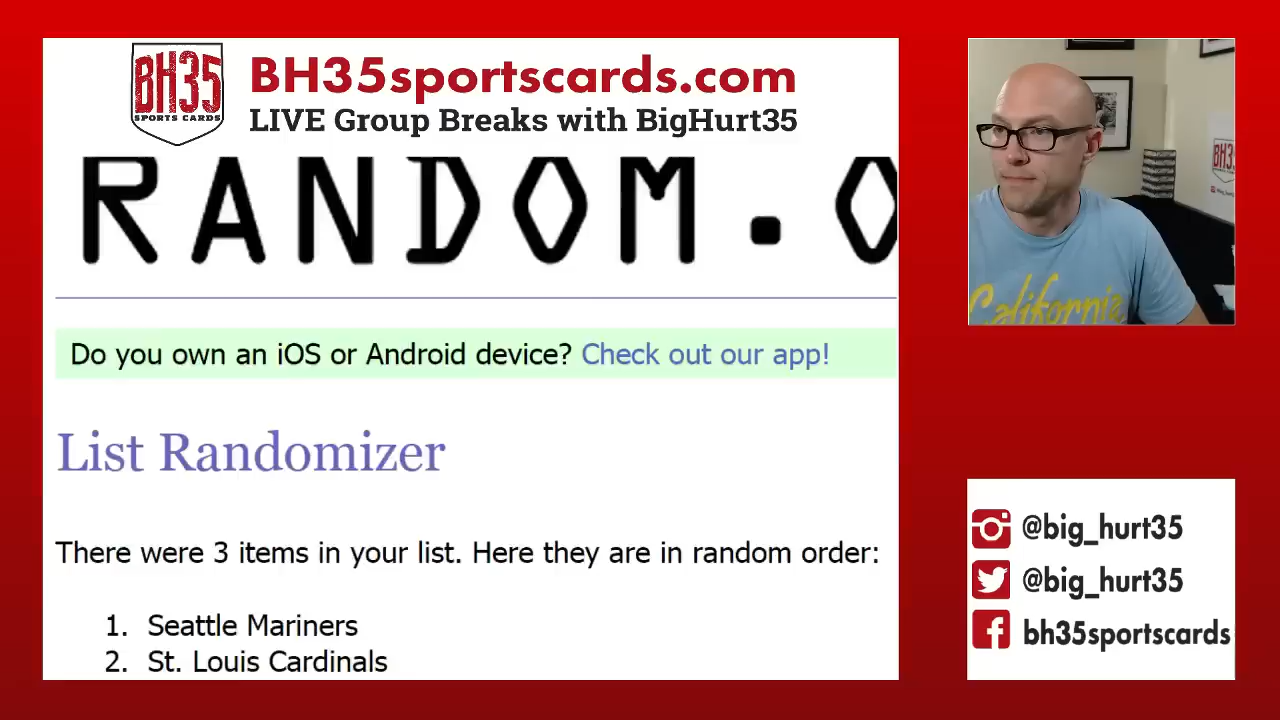 BH35
SPORTS CARDS
BH35sportscards.com
LIVE Group Breaks with BigHurt35
RANDOM.O
Do you own an iOS or Android device? Check out our app!
List Randomizer
There were 3 items in your list. Here they are in random order:
1. Seattle Mariners
2. St. Louis Cardinals
California
BH35
@big_hurt35
@big_hurt35
bh35sportscards